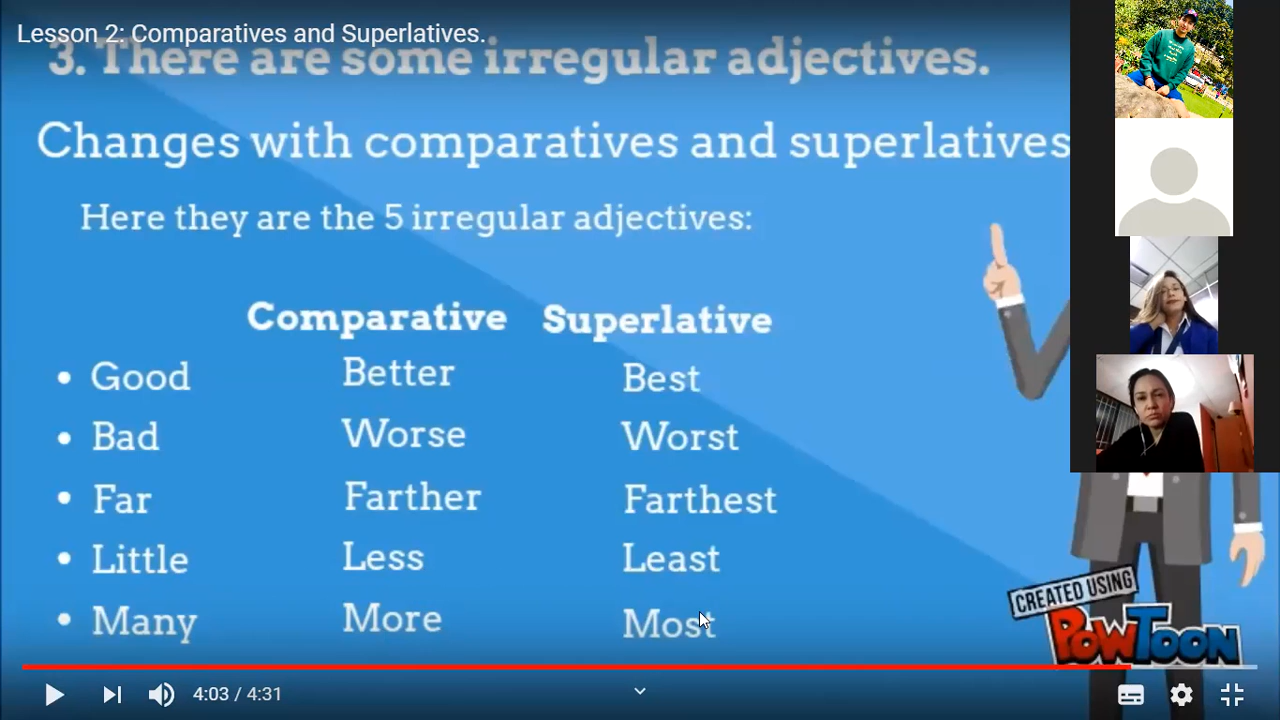 Lesson 2: Comparatives and Superlatives.
3. There are some irregular adjectives.
Changes with comparatives and superlatives
Here they are the 5 irregular adjectives:
Comparative Superlative
• Good Better Best
• Bad Worse Worst
• Far Farther Farthest
• Little Less Least
• Many More Most
CREATED USING
POWTOON
4:03 / 4:31